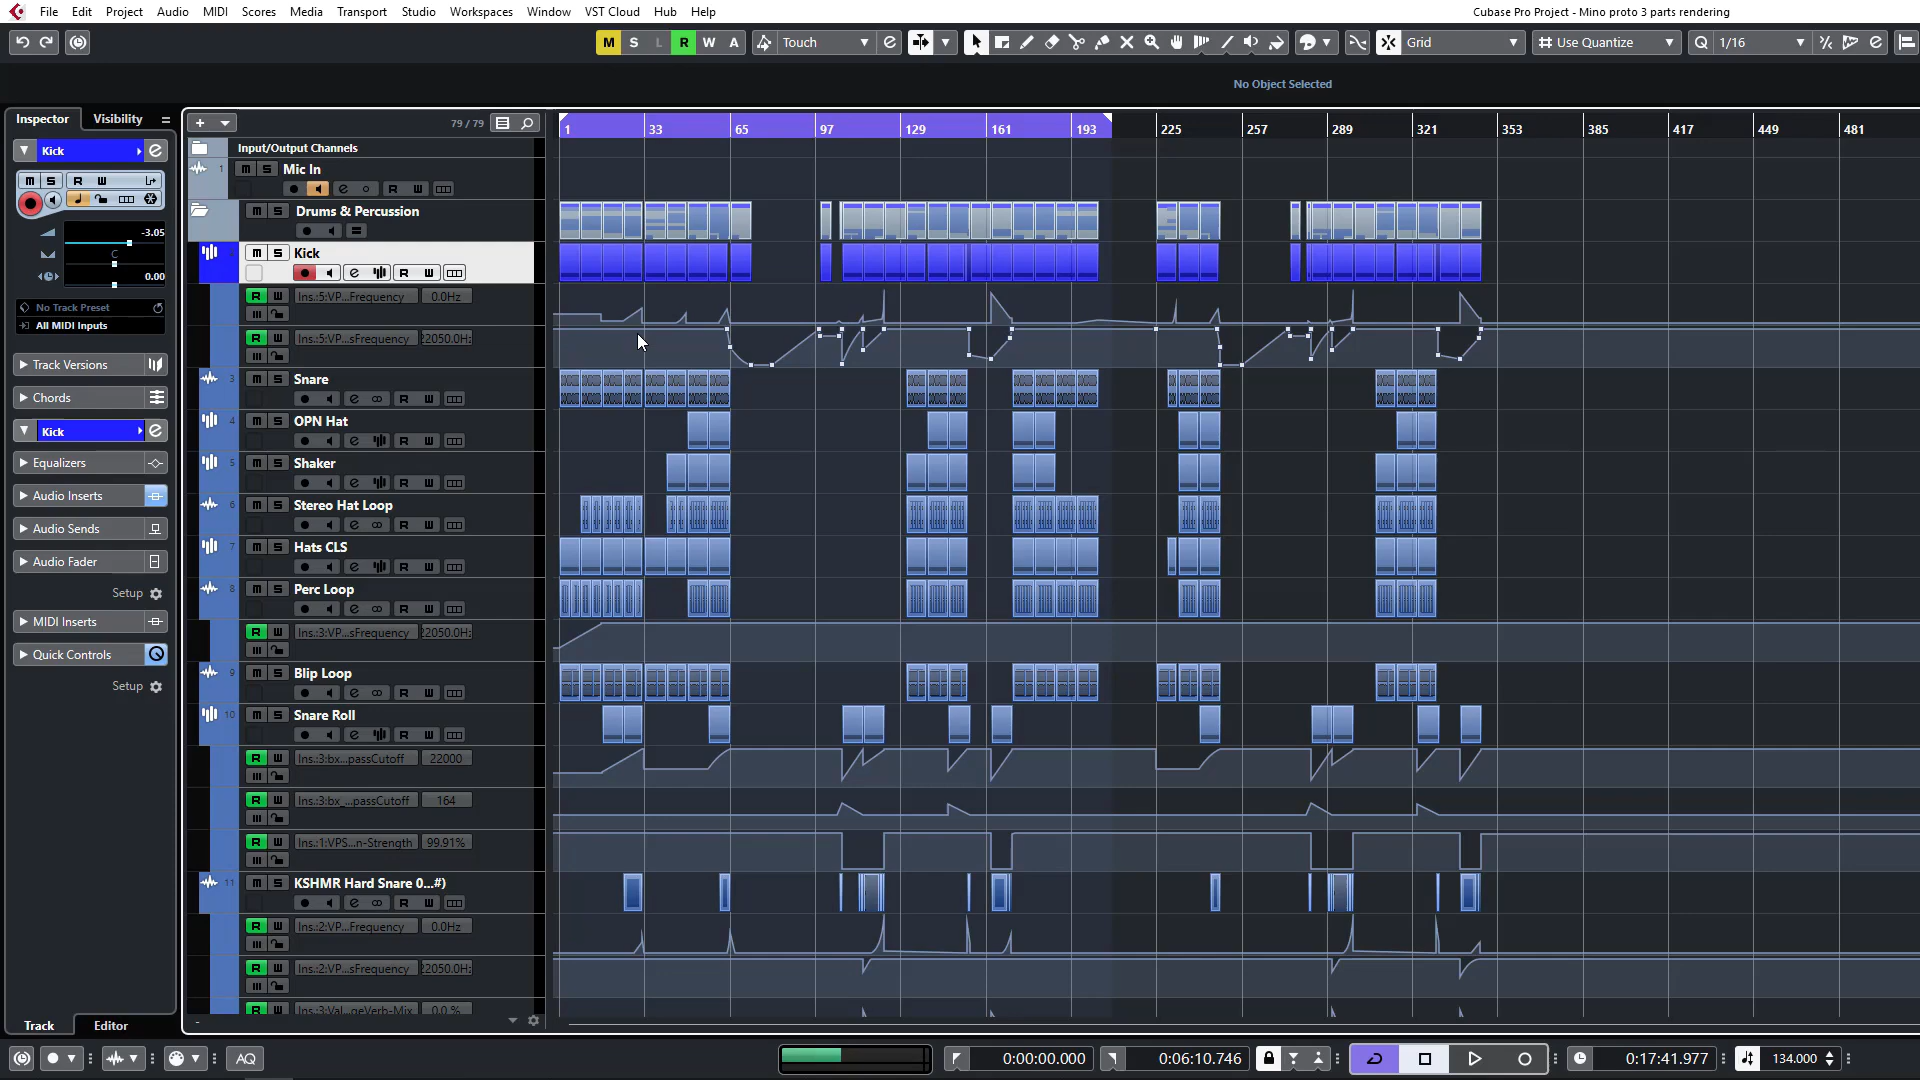 File Edit Project Audio MIDI Scores Media Transport Studio Workspaces Window VST Cloud Hub Help
Cubase Pro Project - Mino proto 3 parts rendering
M S L R W A Touch e Grid # Use Quantize Q 1/16 e
No Object Selected
Inspector Visibility
Kick e
M S R W
-3.05
C
0.00
No Track Preset
All MIDI Inputs
Track Versions
Chords
Kick e
Equalizers
Audio Inserts
Audio Sends
Audio Fader
Setup
MIDI Inserts
Quick Controls
Setup
Track Editor
+ 79 / 79
1 33 65 97 129 161 193 225 257 289 321 353 385 417 449 481
Input/Output Channels
1 M S Mic In
e R W
M S Drums & Percussion
M S Kick
e R W
R W Ins.:5:VP...Frequency 0.0Hz
R W Ins.:5:VP...sFrequency 22050.0Hz
3 M S Snare
e R W
4 M S OPN Hat
e R W
5 M S Shaker
e R W
6 M S Stereo Hat Loop
e R W
7 M S Hats CLS
e R W
8 M S Perc Loop
e R W
R W Ins.:3:VP...sFrequency 22050.0Hz
9 M S Blip Loop
e R W
10 M S Snare Roll
e R W
R W Ins.:3:bx...passCutoff 22000
R W Ins.:3:bx_...passCutoff 164
R W Ins.:1:VPS...n-Strength 99.91%
11 M S KSHMR Hard Snare 0...#)
e R W
R W Ins.:2:VP...Frequency 0.0Hz
R W Ins.:2:VP...sFrequency 22050.0Hz
R W Ins.:3:Val...geVerb-Mix 0.0 %
AQ 0:00:00.000 0:06:10.746 0:17:41.977 134.000